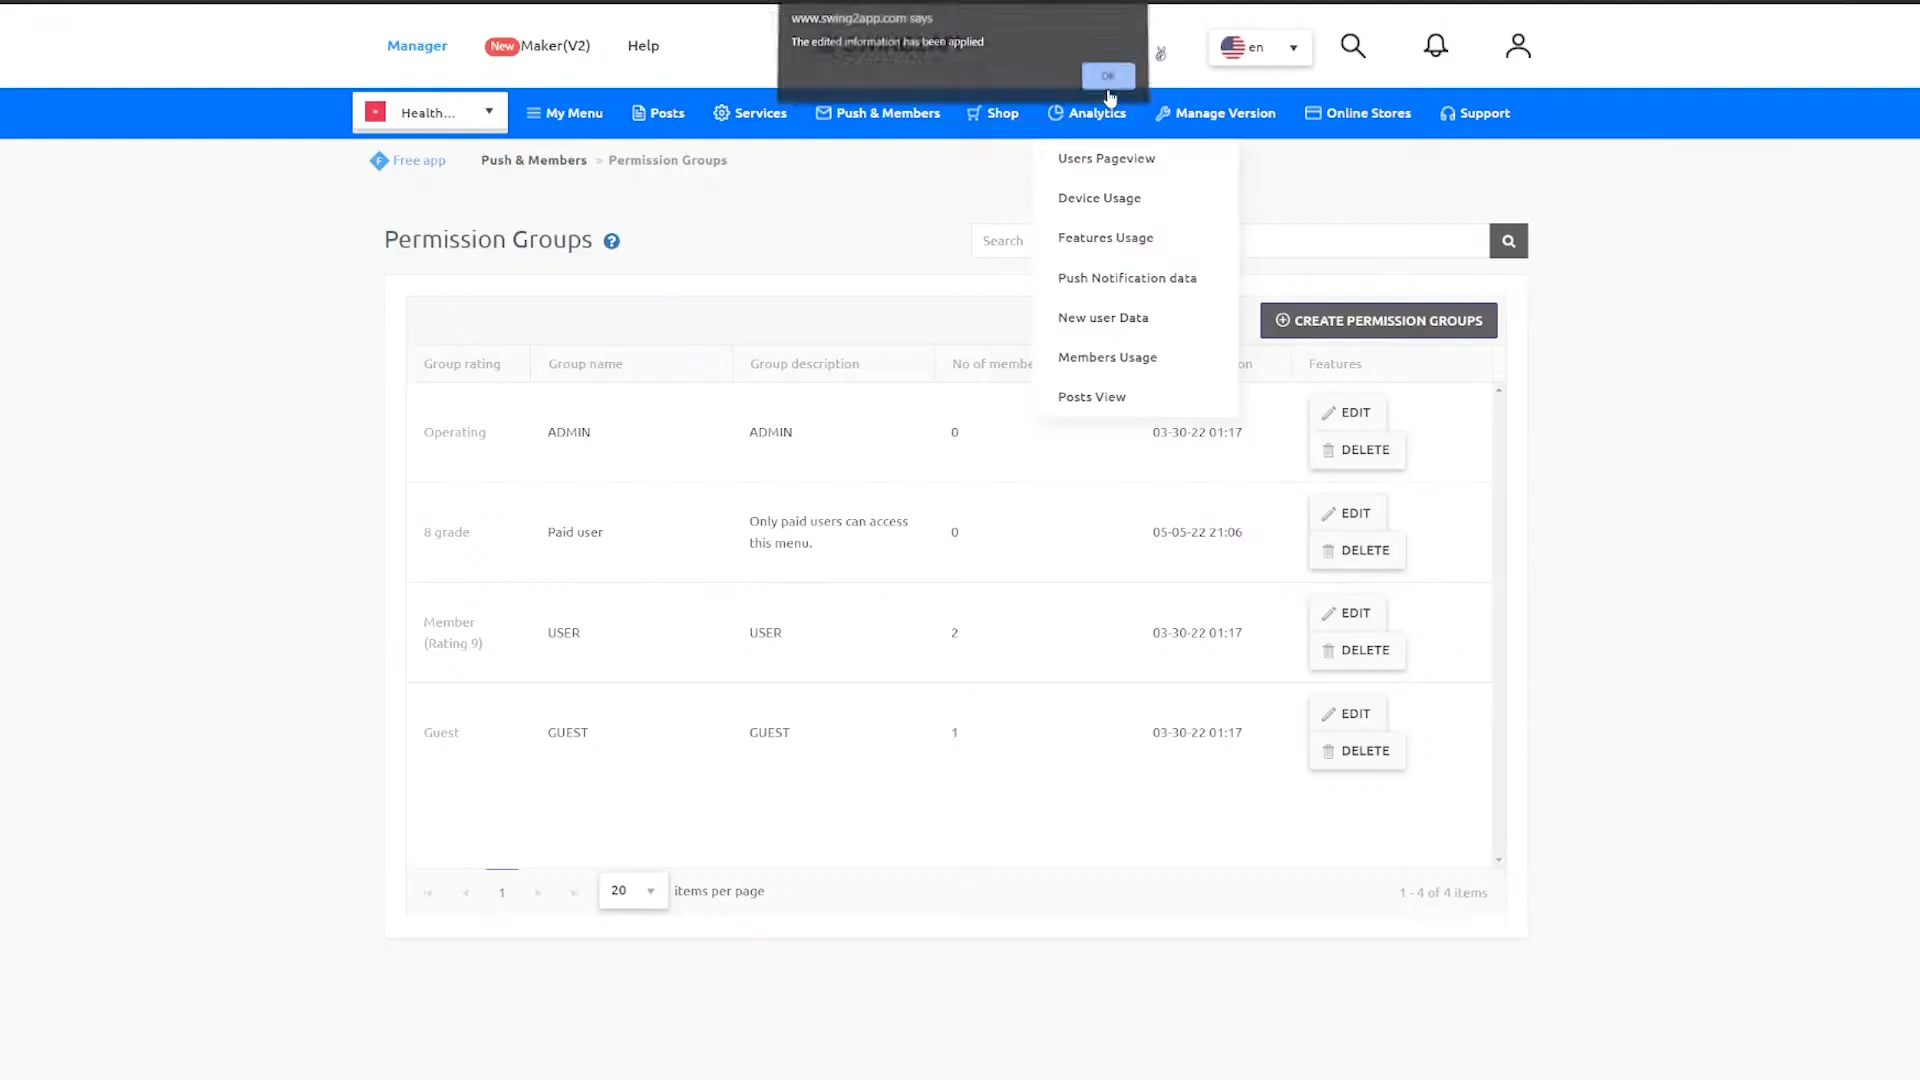 www.swing2app.com says
The edited information has been applied
OK
Manager
New Maker(V2)
Help
en
Health...
My Menu
Posts
Services
Push & Members
Shop
Analytics
Manage Version
Online Stores
Support
F Free app
Push & Members > Permission Groups
Users Pageview
Device Usage
Features Usage
Push Notification data
New user Data
Members Usage
Posts View
Permission Groups ?
Search
CREATE PERMISSION GROUPS
Group rating Group name Group description No of membe on Features
Operating ADMIN ADMIN 0 03-30-22 01:17 EDIT
DELETE
8 grade Paid user Only paid users can access
this menu. 0 05-05-22 21:06 EDIT
DELETE
Member
(Rating 9) USER USER 2 03-30-22 01:17 EDIT
DELETE
Guest GUEST GUEST 1 03-30-22 01:17 EDIT
DELETE
1 20 items per page 1 - 4 of 4 items